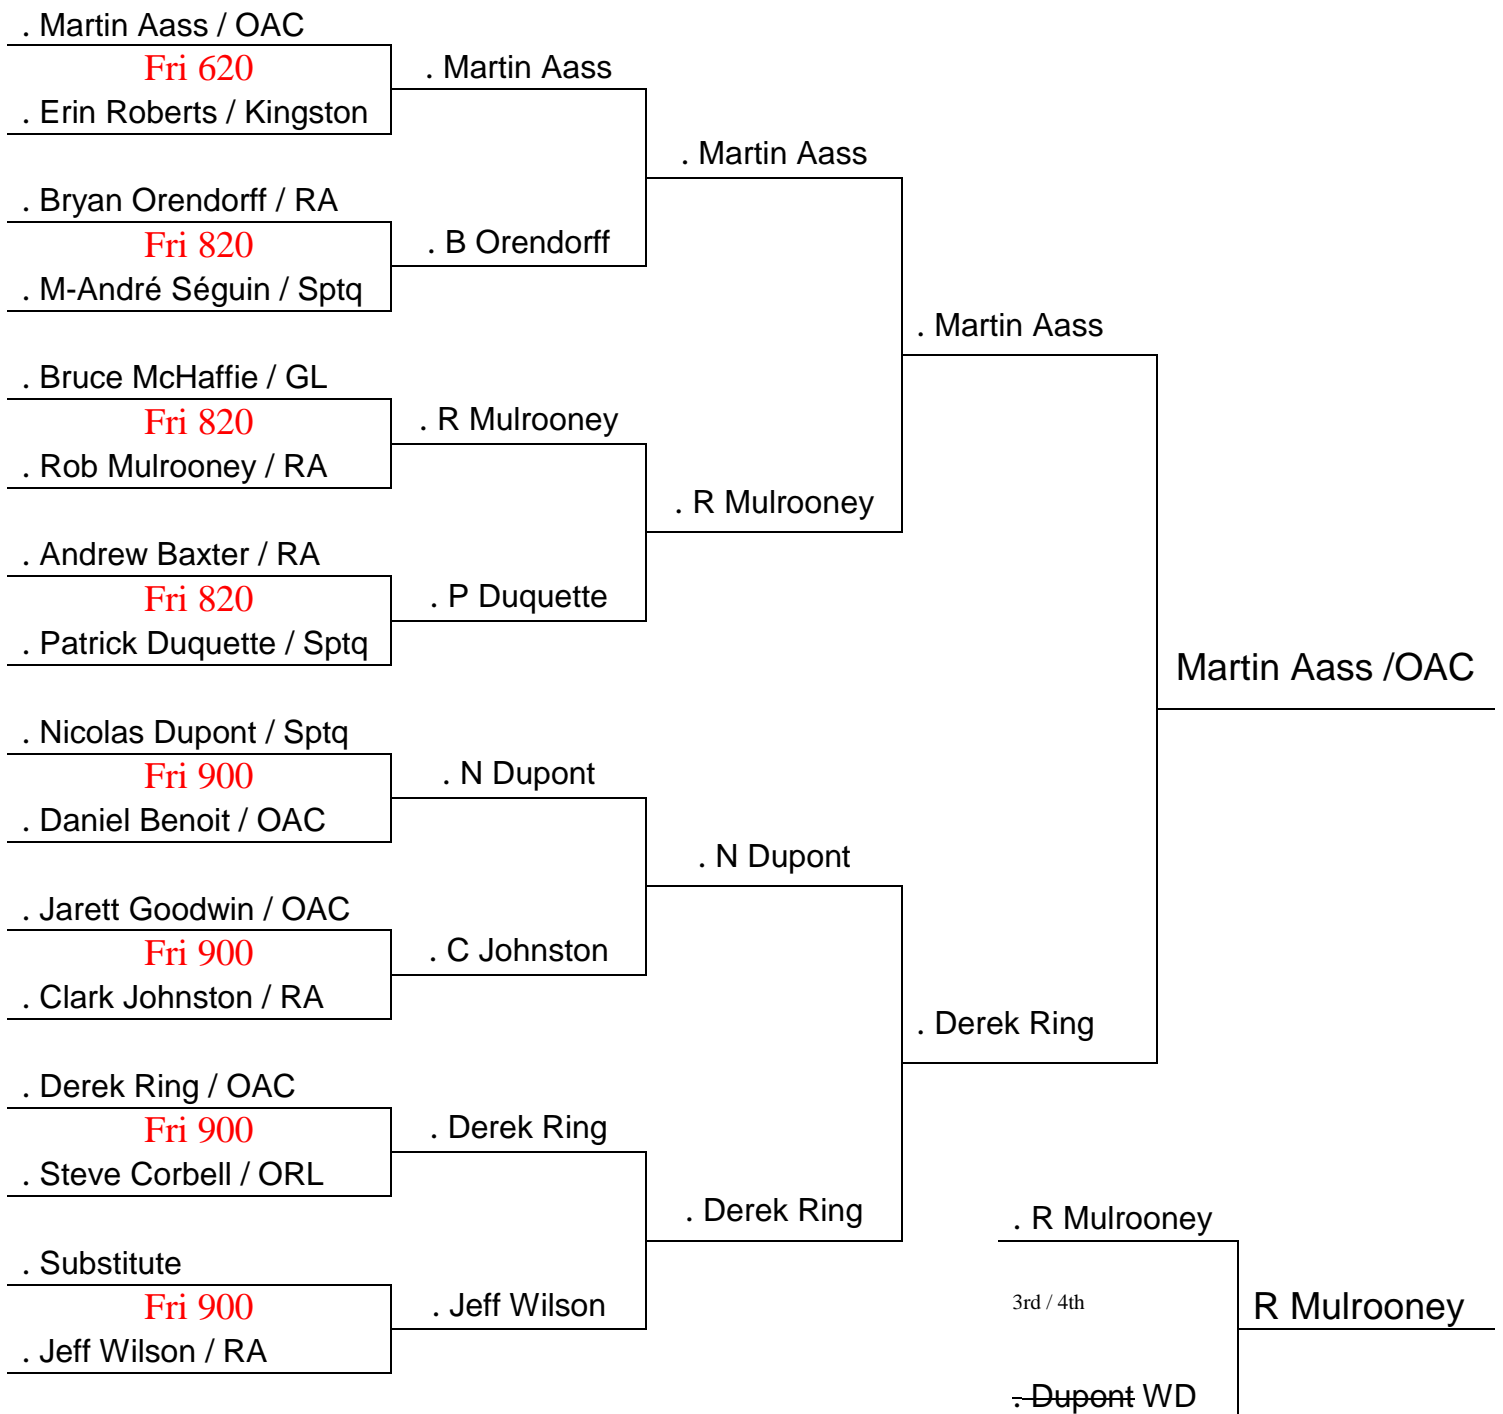 . Martin Aass / OAC
Fri 620
. Erin Roberts / Kingston
. Bryan Orendorff / RA
Fri 820
. M-André Séguin / Sptq
. Bruce McHaffie / GL
Fri 820
. Rob Mulrooney / RA
. Andrew Baxter / RA
Fri 820
. Patrick Duquette / Sptq
. Nicolas Dupont / Sptq
Fri 900
. Daniel Benoit / OAC
. Jarett Goodwin / OAC
Fri 900
. Clark Johnston / RA
. Derek Ring / OAC
Fri 900
. Steve Corbell / ORL
. Substitute
Fri 900
. Jeff Wilson / RA
. Martin Aass
. B Orendorff
. R Mulrooney
. P Duquette
. N Dupont
. C Johnston
. Derek Ring
. Jeff Wilson
. Martin Aass
. R Mulrooney
. N Dupont
. Derek Ring
. Martin Aass
. Derek Ring
Martin Aass /OAC
. R Mulrooney
3rd / 4th
. Dupont WD
R Mulrooney